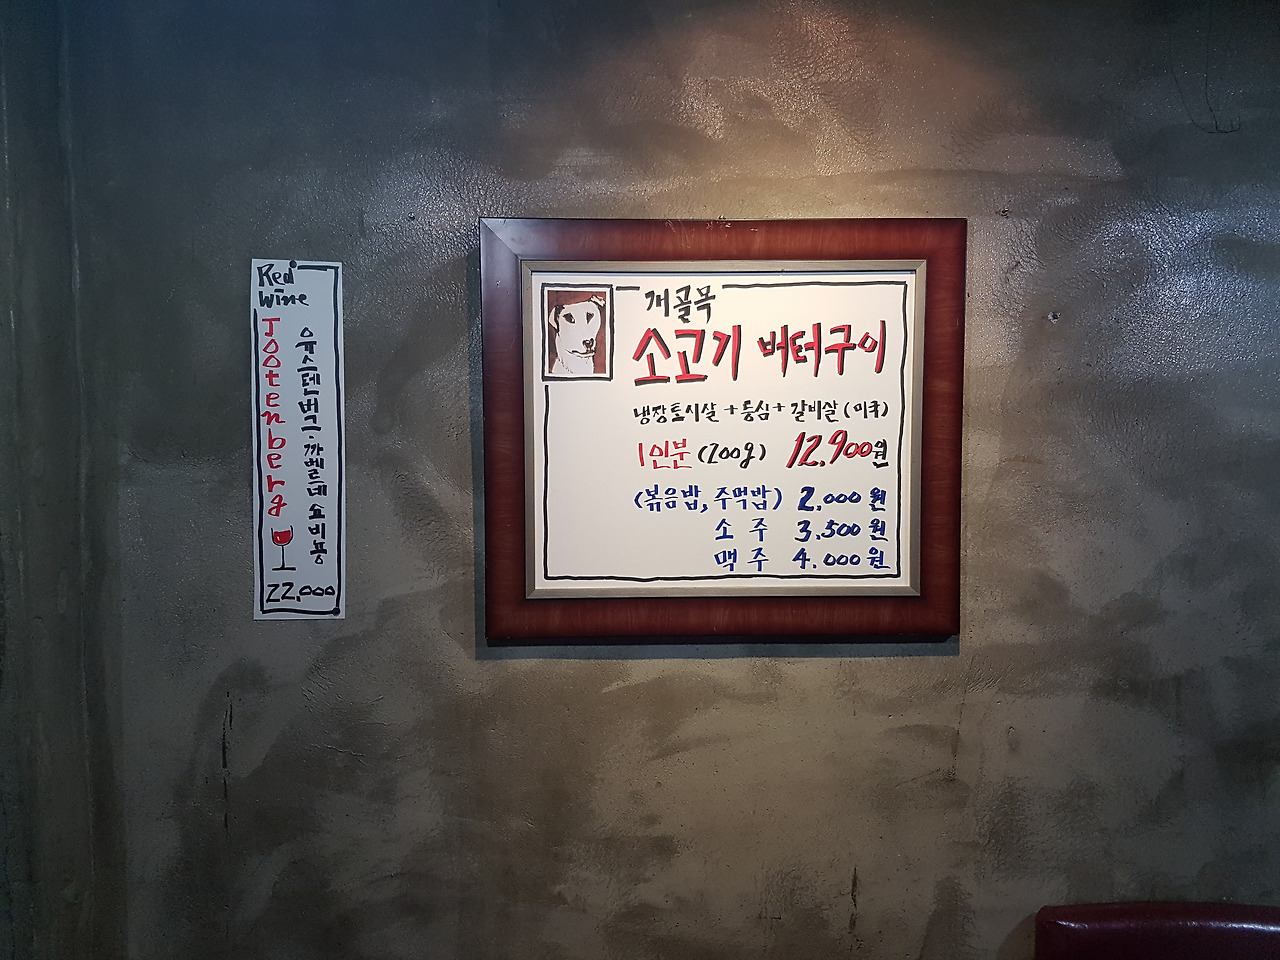 Red
Wine
Jootenberg
유스텐버그·까베르네 쇼비뇽
22,000
개골목
소고기 버터구이
냉장토시살+등심+갈비살(미국)
1인분(200g) 12,900원
(볶음밥, 주먹밥) 2,000원
소주 3,500원
맥주 4,000원